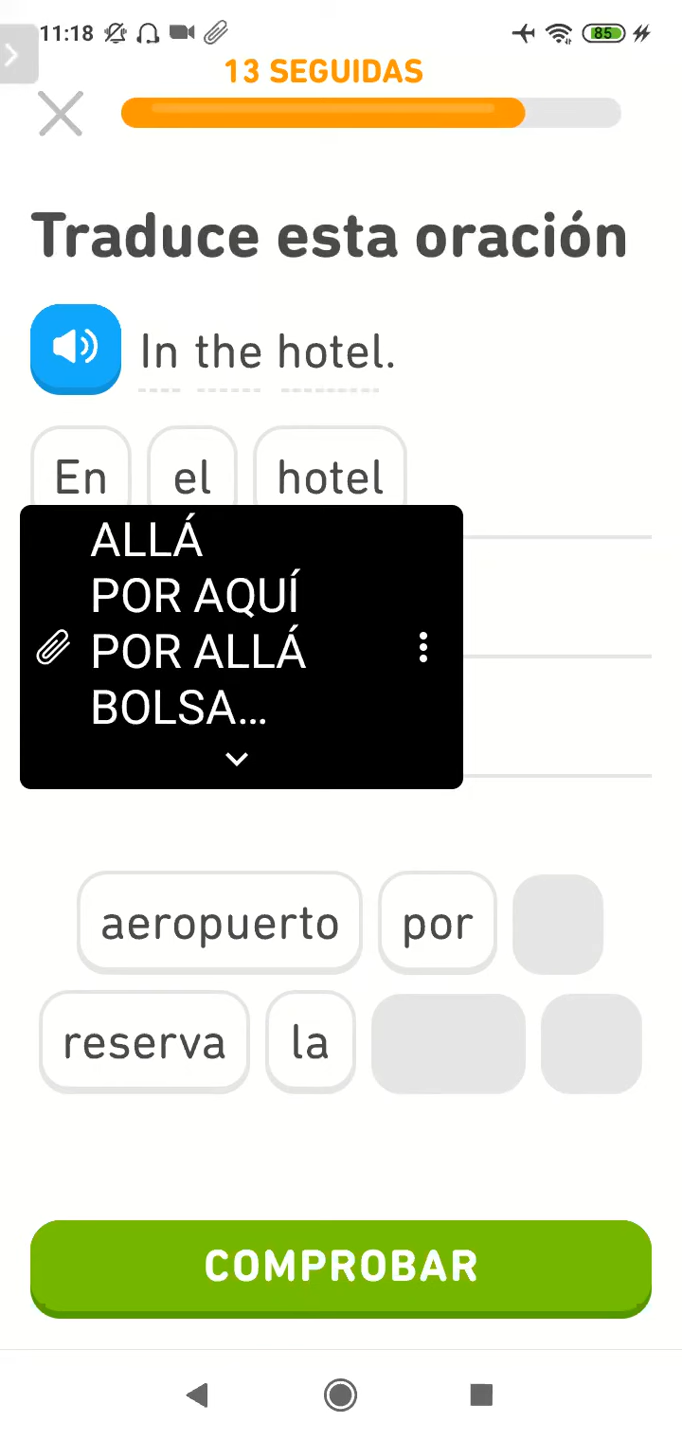 11:18
85
13 SEGUIDAS
Traduce esta oración
In the hotel.
En el hotel
ALLÁ
POR AQUÍ
POR ALLÁ
BOLSA...
aeropuerto por
reserva la
COMPROBAR